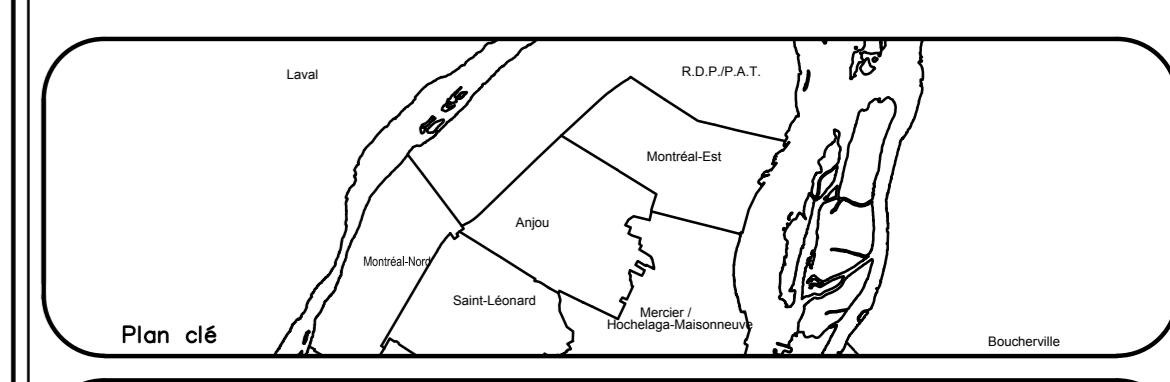 Laval
R.D.P./P.A.T.
Montréal-Est
Anjou
Montréal-Nord
Saint-Léonard
Mercier /
Hochelaga-Maisonneuve
Plan clé
Boucherville